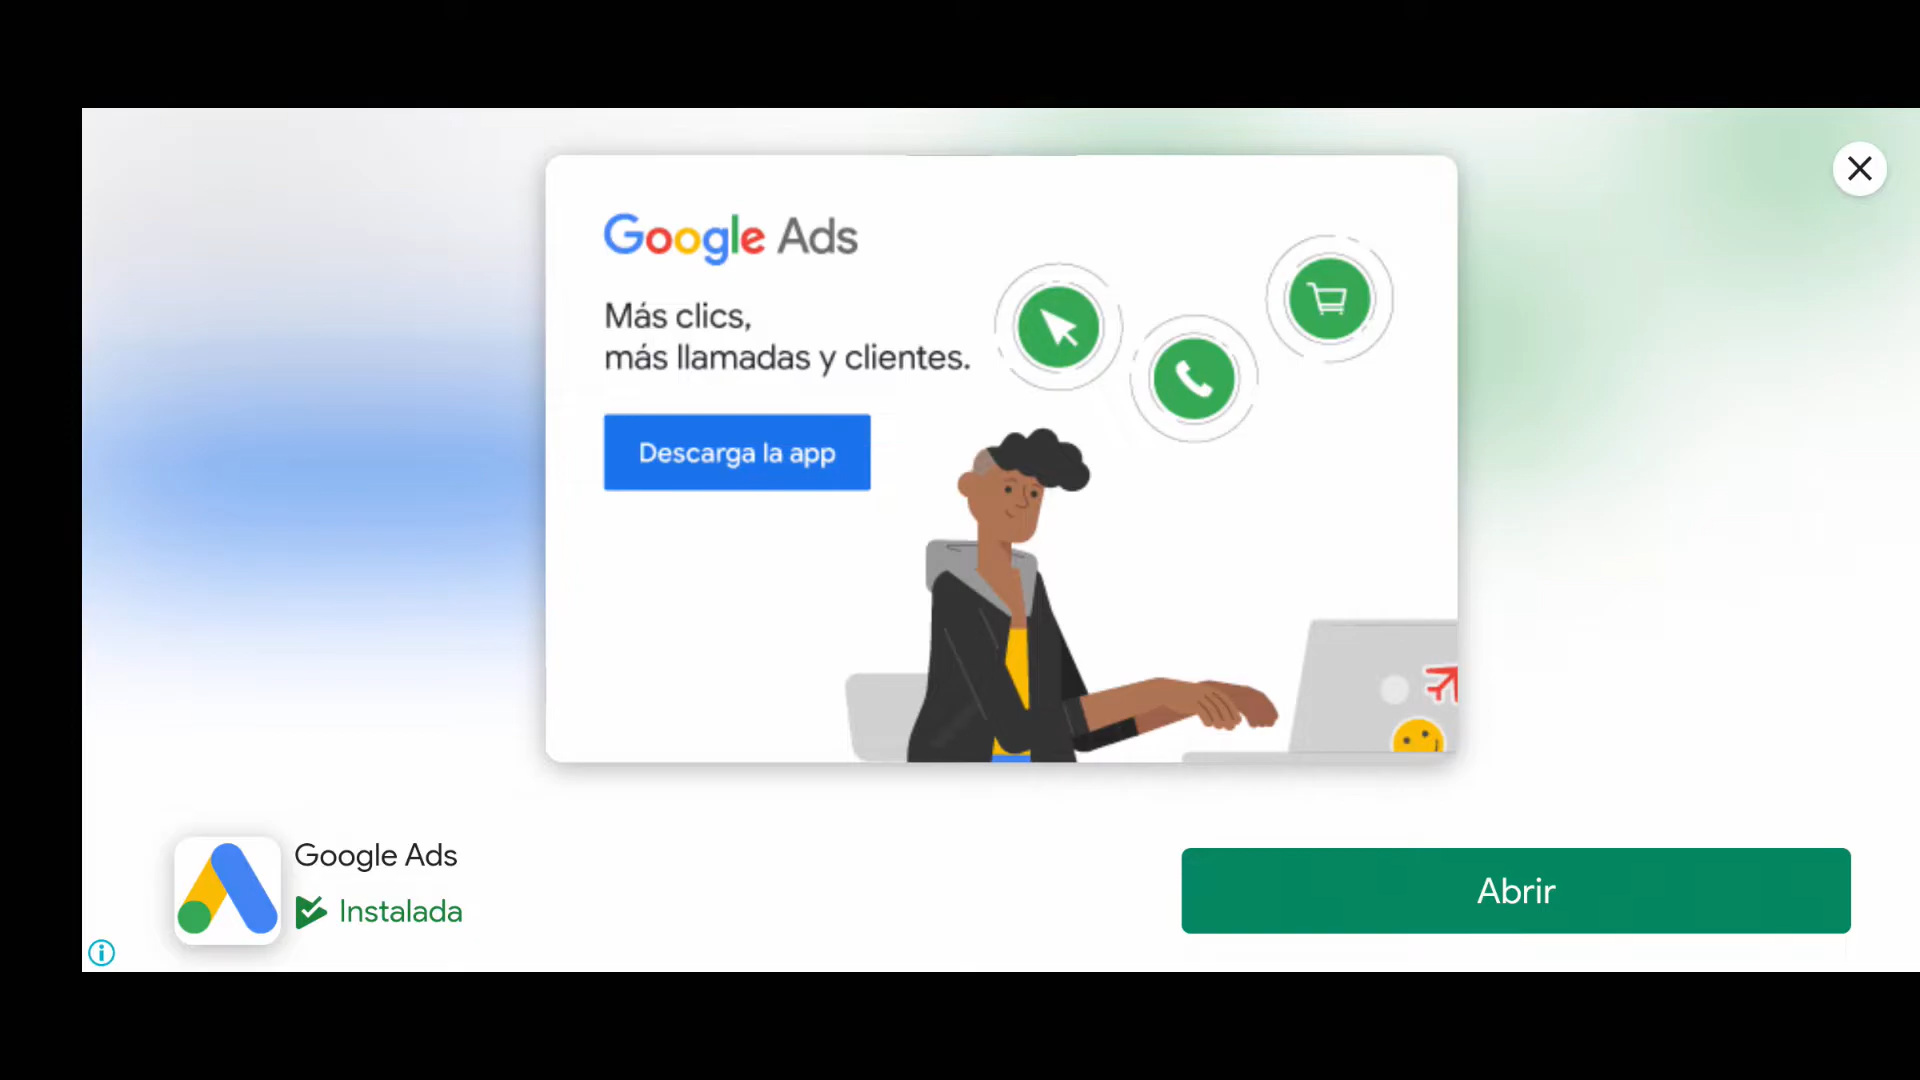 Google Ads
Más clics,
más llamadas y clientes.
Descarga la app
Google Ads
Instalada
Abrir